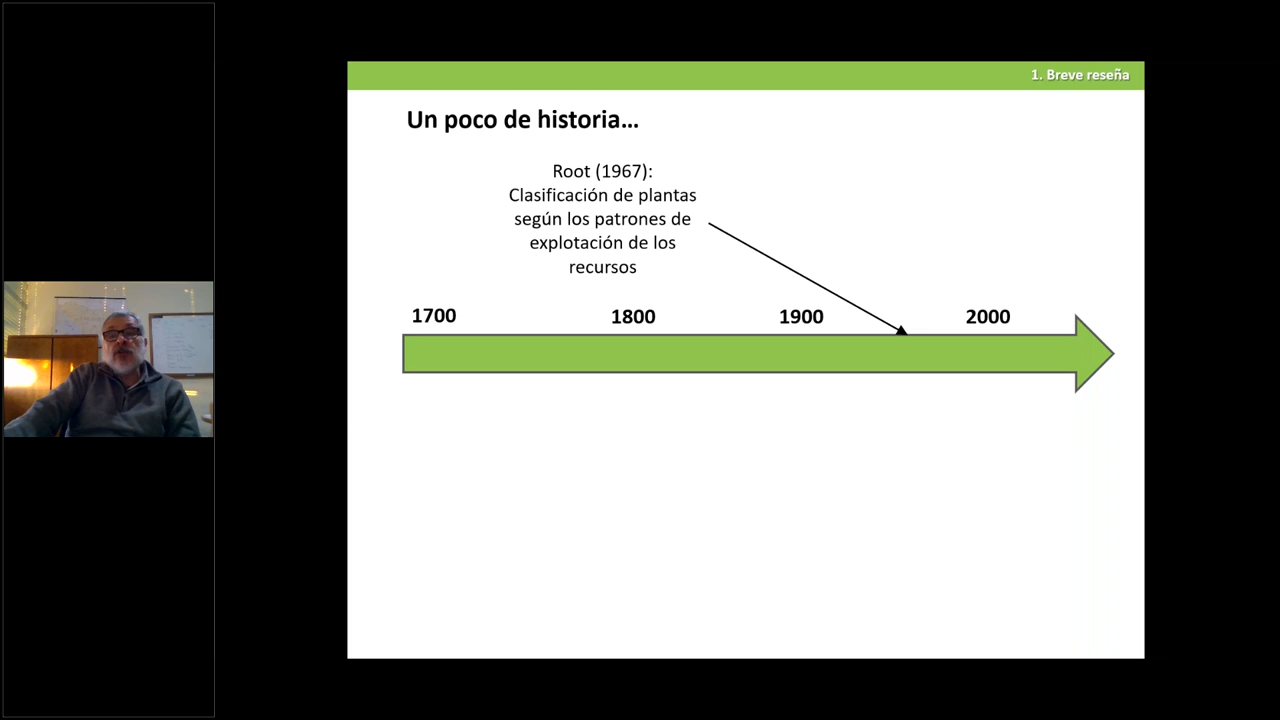 1. Breve reseña
Un poco de historia…
Root (1967):
Clasificación de plantas
según los patrones de
explotación de los
recursos
1700 1800 1900 2000